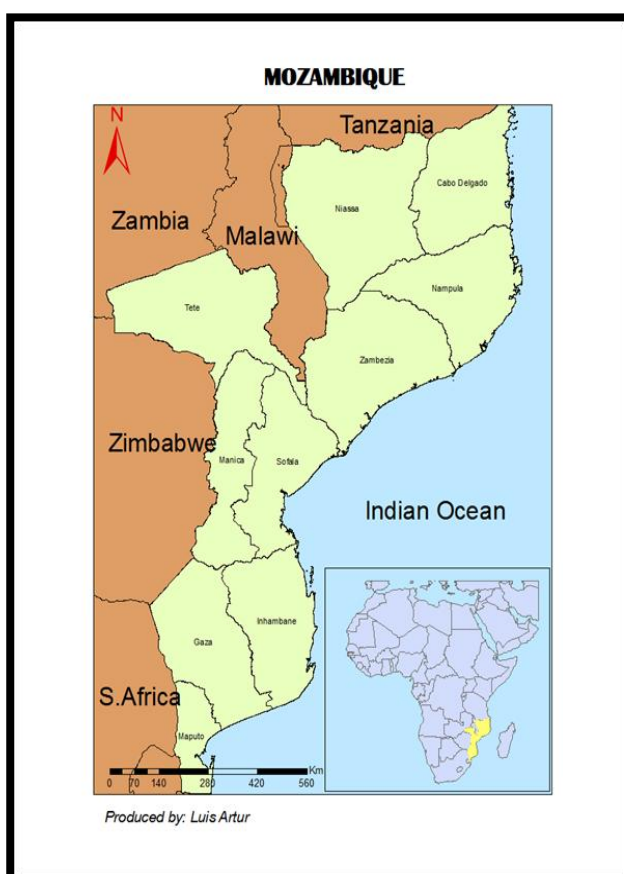 MOZAMBIQUE
N
Tanzania
Cabo Delgado
Niassa
Zambia
Malawi
Nampula
Tete
Zambezia
Zimbabwe
Manica
Sofala
Indian Ocean
Inhambane
Gaza
S.Africa
Maputo
Km
0 70 140 280 420 560
Produced by: Luis Artur